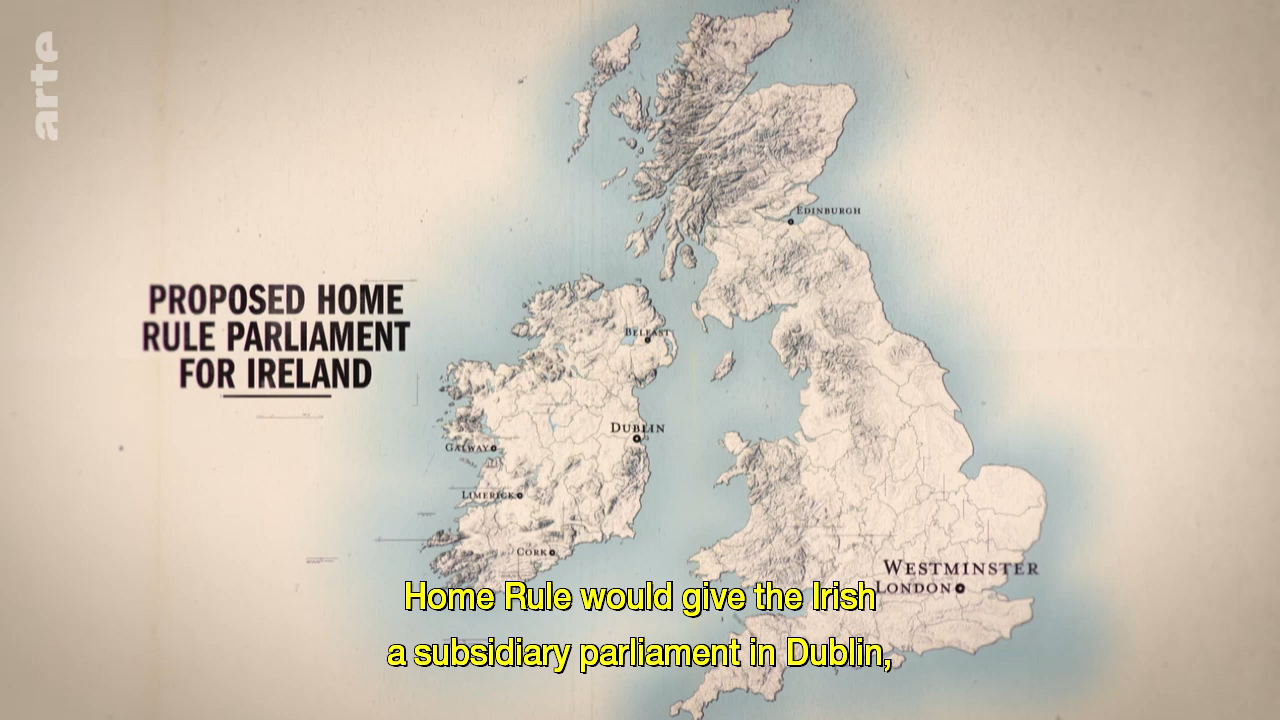 arte
EDINBURGH
PROPOSED HOME
RULE PARLIAMENT
FOR IRELAND
BELFAST
DUBLIN
GALWAY
LIMERICK
CORK
WESTMINSTER
LONDON
Home Rule would give the Irish
a subsidiary parliament in Dublin,